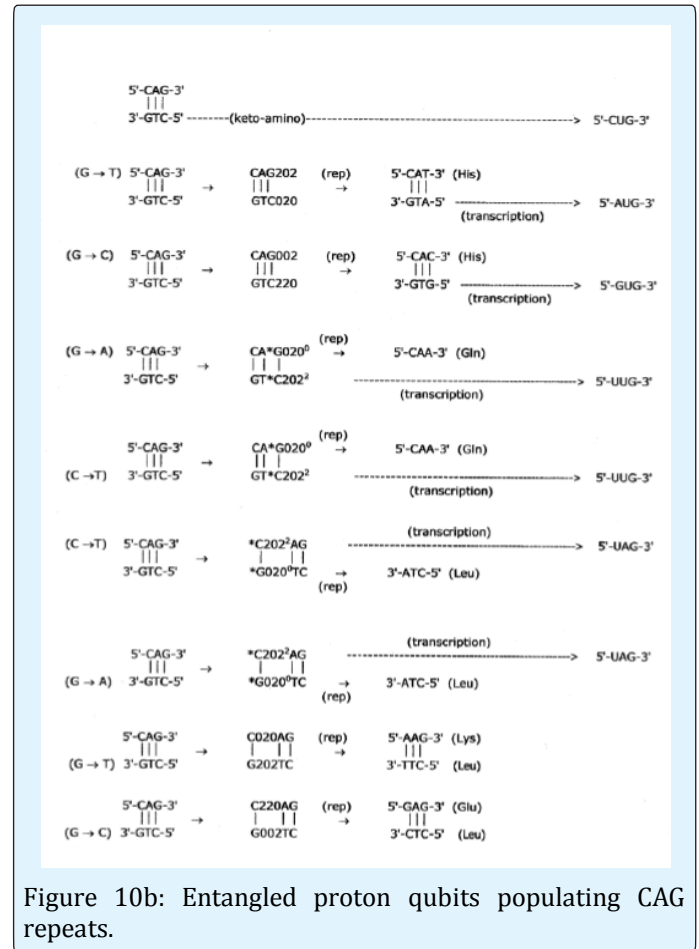 5'-CAG-3'
|||
3'-GTC-5' --------(keto-amino)--------------------------------------------------> 5'-CUG-3'
(G → T) 5'-CAG-3' CAG202 (rep) 5'-CAT-3' (His)
||| → ||| → |||
3'-GTC-5' GTC020 3'-GTA-5' ----------------------> 5'-AUG-3'
(transcription)
(G → C) 5'-CAG-3' CAG002 (rep) 5'-CAC-3' (His)
||| → ||| → |||
3'-GTC-5' GTC220 3'-GTG-5' ----------------------> 5'-GUG-3'
(transcription)
(rep)
(G → A) 5'-CAG-3' CA*G020⁰ → 5'-CAA-3' (Gln)
||| → | | |
3'-GTC-5' GT*C202² ------------------------------------------> 5'-UUG-3'
(transcription)
(rep)
5'-CAG-3' CA*G020⁰ → 5'-CAA-3' (Gln)
||| → || |
(C →T) 3'-GTC-5' GT*C202² ------------------------------------------> 5'-UUG-3'
(transcription)
(transcription)
(C →T) 5'-CAG-3' *C202²AG ------------------------------------------> 5'-UAG-3'
||| → | | |
3'-GTC-5' *G020⁰TC → 3'-ATC-5' (Leu)
(rep)
(transcription)
5'-CAG-3' *C202²AG ------------------------------------------> 5'-UAG-3'
||| → | | |
(G → A) 3'-GTC-5' *G020⁰TC → 3'-ATC-5' (Leu)
(rep)
5'-CAG-3' C020AG (rep) 5'-AAG-3' (Lys)
||| → | | | → |||
(G → T) 3'-GTC-5' G202TC 3'-TTC-5' (Leu)
5'-CAG-3' C220AG (rep) 5'-GAG-3' (Glu)
||| → | | | → |||
(G → C) 3'-GTC-5' G002TC 3'-CTC-5' (Leu)
Figure 10b: Entangled proton qubits populating CAG
repeats.